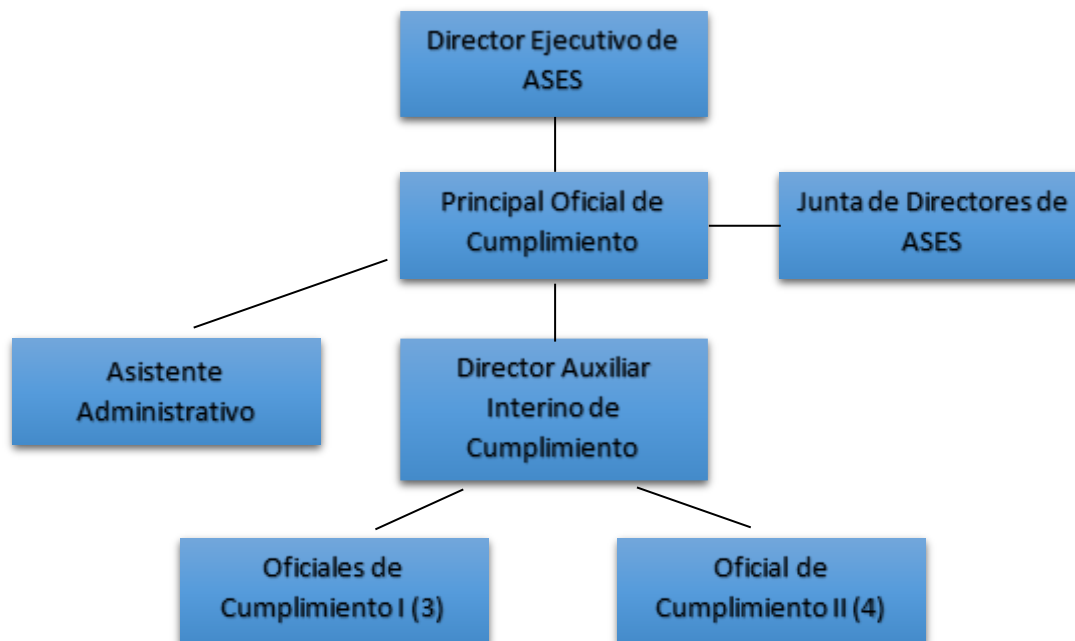 Director Ejecutivo de
ASES
Principal Oficial de
Cumplimiento
Junta de Directores de
ASES
Asistente
Administrativo
Director Auxiliar
Interino de
Cumplimiento
Oficiales de
Cumplimiento I (3)
Oficial de
Cumplimiento II (4)